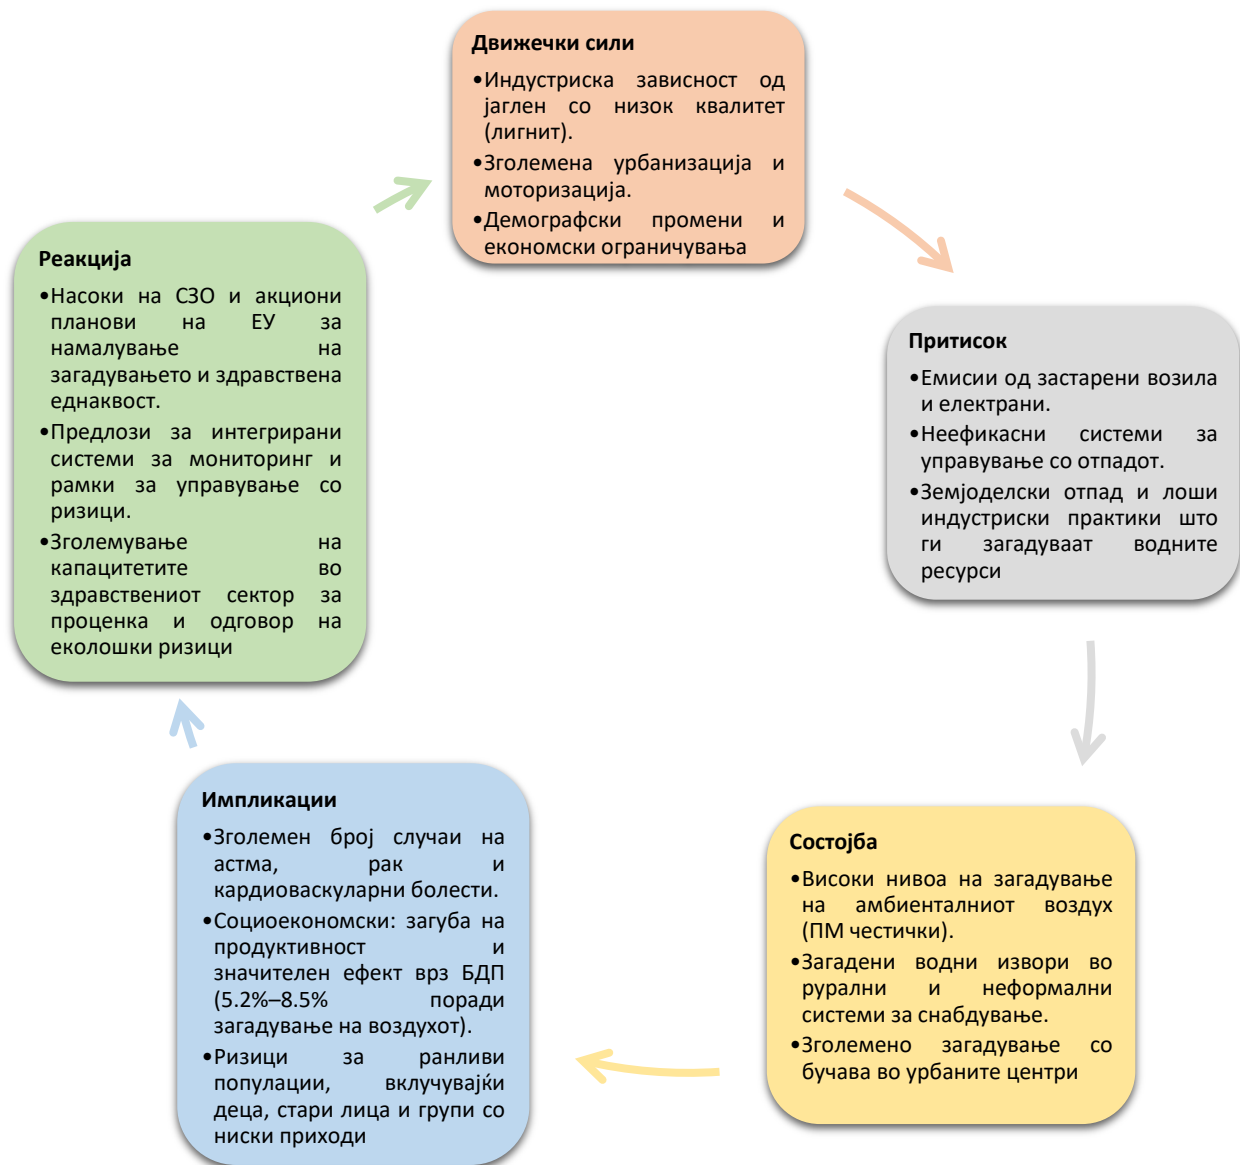 Движечки сили
•Индустриска зависност од
јаглен со низок квалитет
(лигнит).
•Зголемена урбанизација и
моторизација.
•Демографски промени и
економски ограничувања
Притисок
•Емисии од застарени возила
и електрани.
•Неефикасни системи за
управување со отпадот.
•Земјоделски отпад и лоши
индустриски практики што
ги загадуваат водните
ресурси
Состојба
•Високи нивоа на загадување
на амбиенталниот воздух
(ПМ честички).
•Загадени водни извори во
рурални и неформални
системи за снабдување.
•Зголемено загадување со
бучава во урбаните центри
Импликации
•Зголемен број случаи на
астма, рак и
кардиоваскуларни болести.
•Социоекономски: загуба на
продуктивност и
значителен ефект врз БДП
(5.2%–8.5% поради
загадување на воздухот).
•Ризици за ранливи
популации, вклучувајќи
деца, стари лица и групи со
ниски приходи
Реакција
•Насоки на СЗО и акциони
планови на ЕУ за
намалување на
загадувањето и здравствена
еднаквост.
•Предлози за интегрирани
системи за мониторинг и
рамки за управување со
ризици.
•Зголемување на
капацитетите во
здравствениот сектор за
проценка и одговор на
еколошки ризици